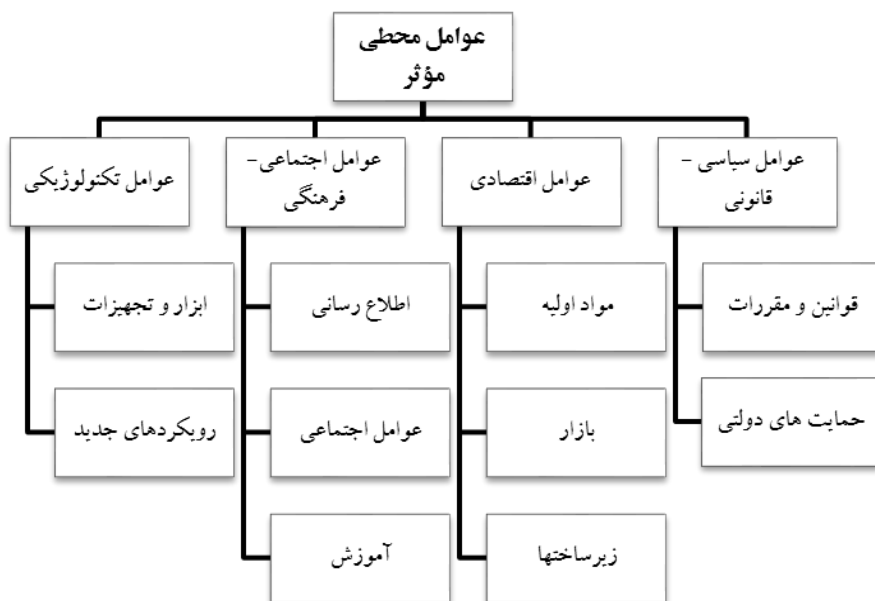 عوامل محطی
مؤثر
عوامل سیاسی –
قانونی
عوامل اقتصادی
عوامل اجتماعی-
فرهنگی
عوامل تکنولوژیکی
قوانین و مقررات
مواد اولیه
اطلاع رسانی
ابزار و تجهیزات
حمایت های دولتی
بازار
عوامل اجتماعی
رویکردهای جدید
زیرساختها
آموزش